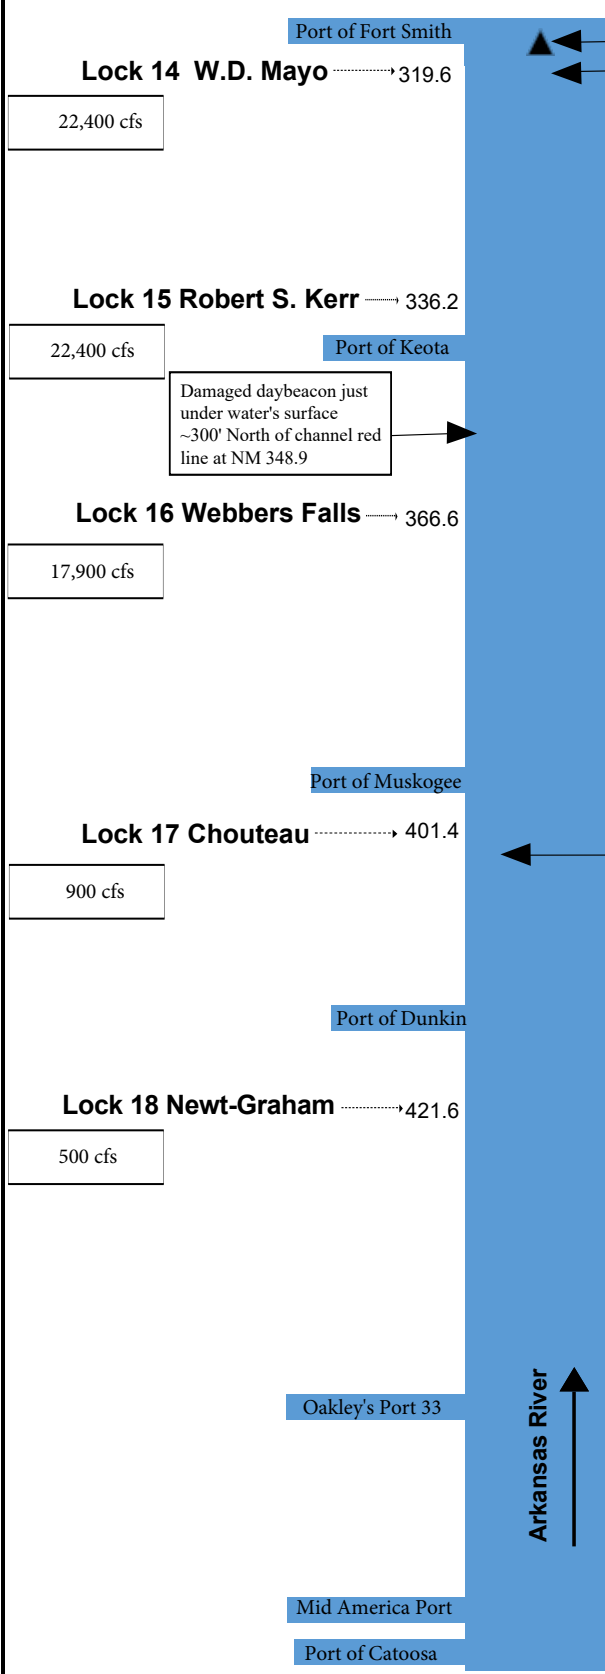 Port of Fort Smith
Lock 14 W.D. Mayo 319.6
22,400 cfs
Lock 15 Robert S. Kerr 336.2
22,400 cfs
Port of Keota
Damaged daybeacon just
under water's surface
~300' North of channel red
line at NM 348.9
Lock 16 Webbers Falls 366.6
17,900 cfs
Port of Muskogee
Lock 17 Chouteau 401.4
900 cfs
Port of Dunkin
Lock 18 Newt-Graham 421.6
500 cfs
Arkansas River
Oakley's Port 33
Mid America Port
Port of Catoosa